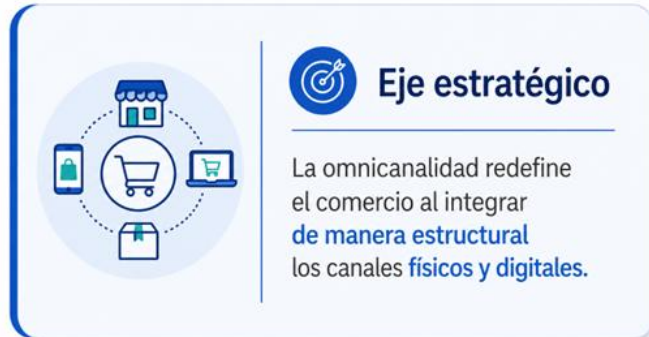 Eje estratégico
La omnicanalidad redefine
el comercio al integrar
de manera estructural
los canales físicos y digitales.